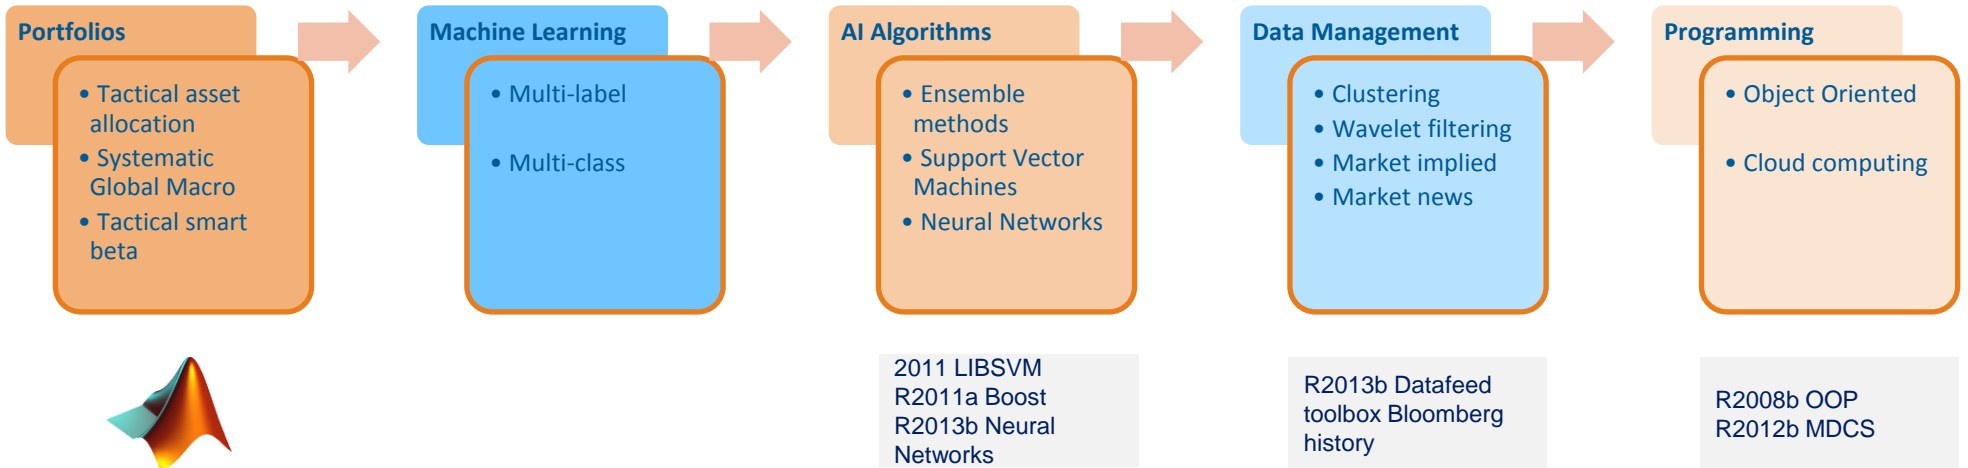 Portfolios
• Tactical asset
allocation
• Systematic
Global Macro
• Tactical smart
beta
Machine Learning
• Multi-label
• Multi-class
AI Algorithms
• Ensemble
methods
• Support Vector
Machines
• Neural Networks
Data Management
• Clustering
• Wavelet filtering
• Market implied
• Market news
Programming
• Object Oriented
• Cloud computing
2011 LIBSVM
R2011a Boost
R2013b Neural
Networks
R2013b Datafeed
toolbox Bloomberg
history
R2008b OOP
R2012b MDCS